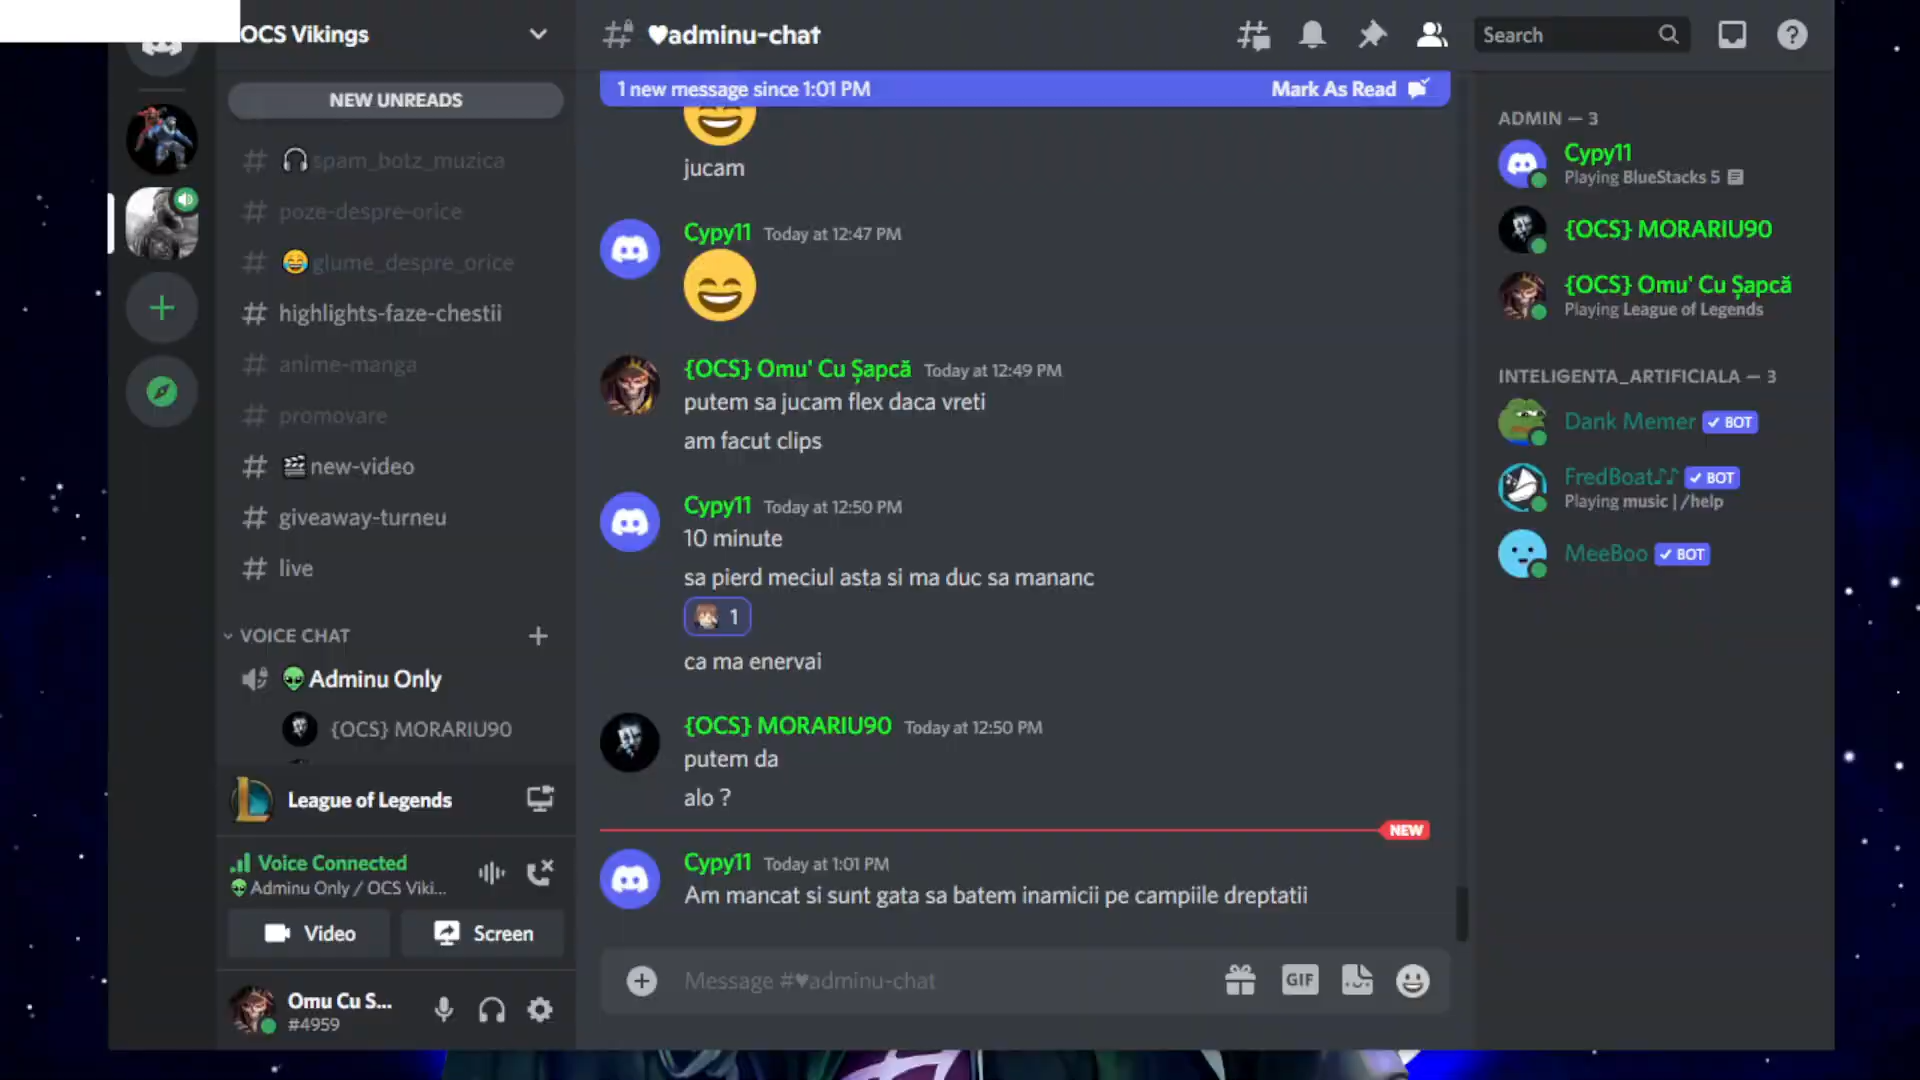 OCS Vikings
NEW UNREADS
spam_botz_muzica
poze-despre-orice
glume_despre_orice
highlights-faze-chestii
anime-manga
promovare
new-video
giveaway-turneu
live
VOICE CHAT
Adminu Only
{OCS} MORARIU90
League of Legends
Voice Connected
Adminu Only / OCS Viki...
Video
Screen
Omu Cu S...
#4959
♥adminu-chat
Search
1 new message since 1:01 PM
Mark As Read
jucam
Cypy11 Today at 12:47 PM
{OCS} Omu' Cu Șapcă Today at 12:49 PM
putem sa jucam flex daca vreti
am facut clips
Cypy11 Today at 12:50 PM
10 minute
sa pierd meciul asta si ma duc sa mananc
1
ca ma enervai
{OCS} MORARIU90 Today at 12:50 PM
putem da
alo ?
NEW
Cypy11 Today at 1:01 PM
Am mancat si sunt gata sa batem inamicii pe campiile dreptatii
Message #♥adminu-chat
GIF
ADMIN — 3
Cypy11
Playing BlueStacks 5
{OCS} MORARIU90
{OCS} Omu' Cu Șapcă
Playing League of Legends
INTELIGENTA_ARTIFICIALA — 3
Dank Memer ✓ BOT
FredBoat♪♪ ✓ BOT
Playing music | /help
MeeBoo ✓ BOT